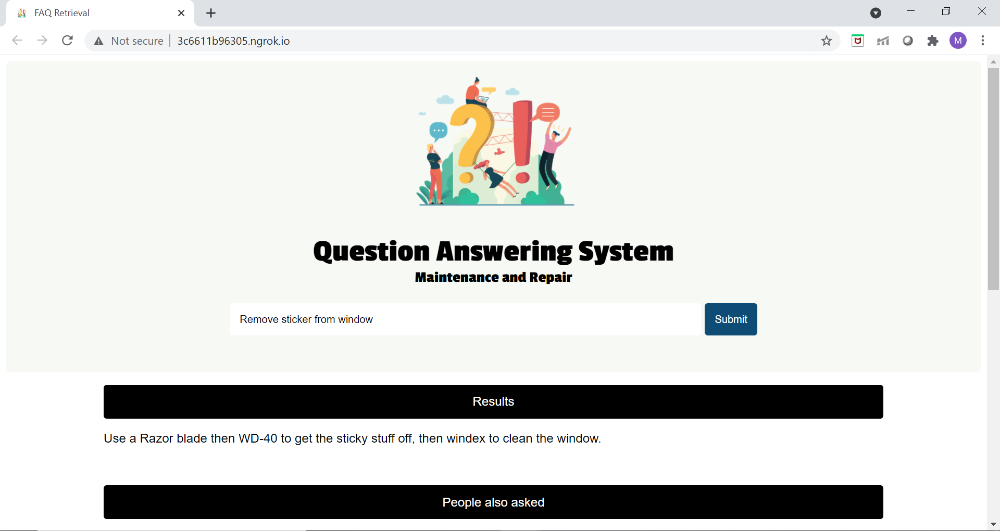 FAQ Retrieval
Not secure
3c6611b96305.ngrok.io
M
?!
Question Answering System
Maintenance and Repair
Remove sticker from window
Submit
Results
Use a Razor blade then WD-40 to get the sticky stuff off, then windex to clean the window.
People also asked